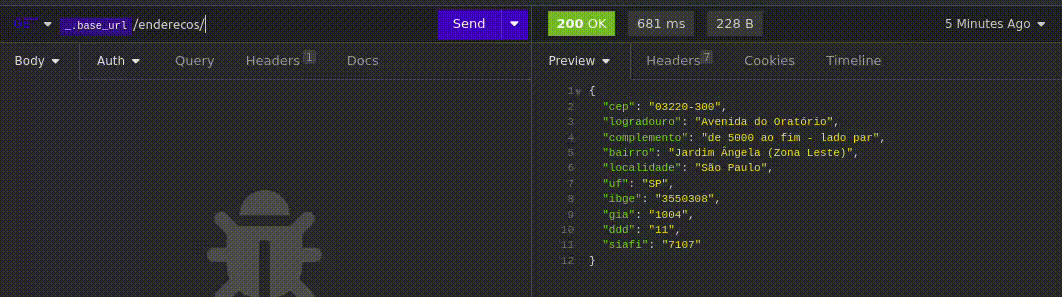 GET _.base_url /enderecos/ Send 200 OK 681 ms 228 B 5 Minutes Ago
Body Auth Query Headers 1 Docs Preview Headers 7 Cookies Timeline
1 {
2 "cep": "03220-300",
3 "logradouro": "Avenida do Oratório",
4 "complemento": "de 5000 ao fim - lado par",
5 "bairro": "Jardim Ângela (Zona Leste)",
6 "localidade": "São Paulo",
7 "uf": "SP",
8 "ibge": "3550308",
9 "gia": "1004",
10 "ddd": "11",
11 "siafi": "7107"
12 }